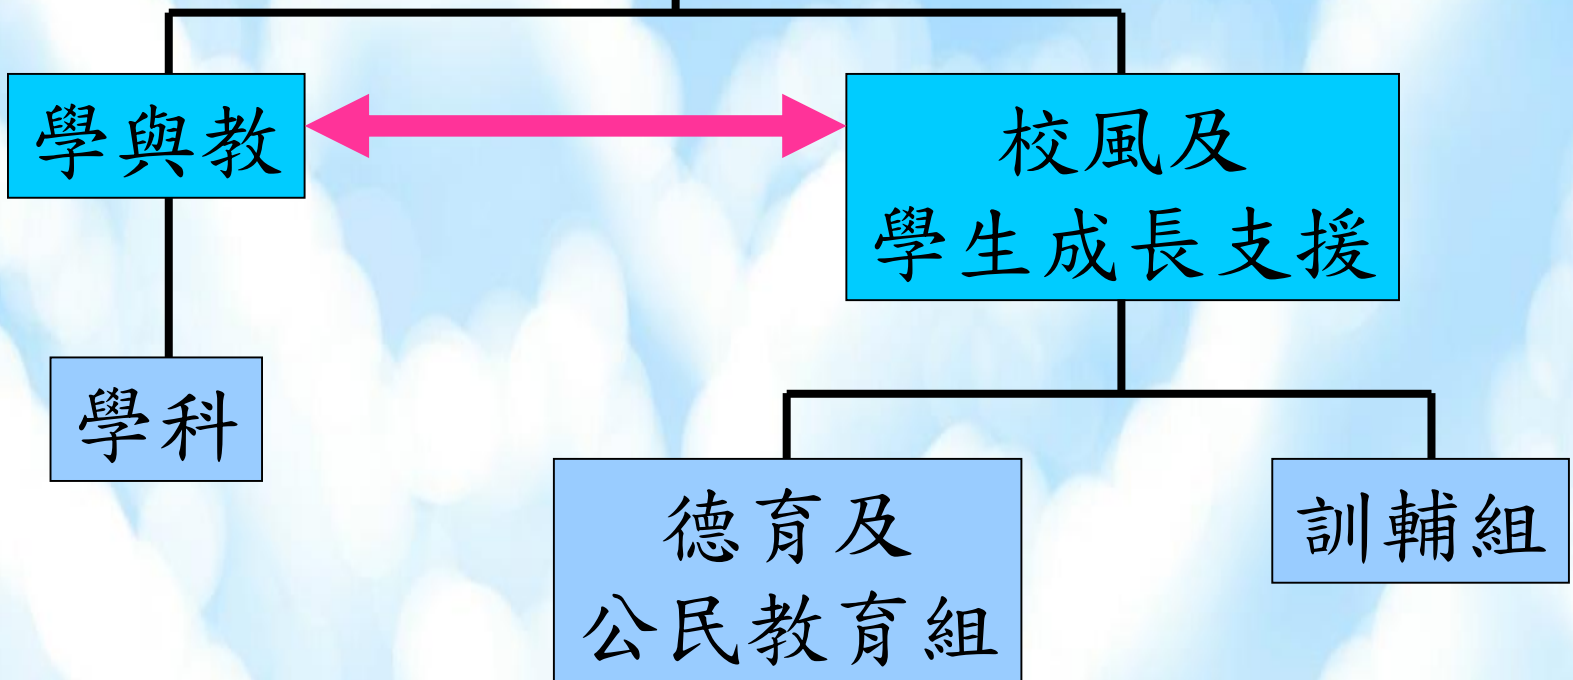 學與教
校風及
學生成長支援
學科
德育及
公民教育組
訓輔組